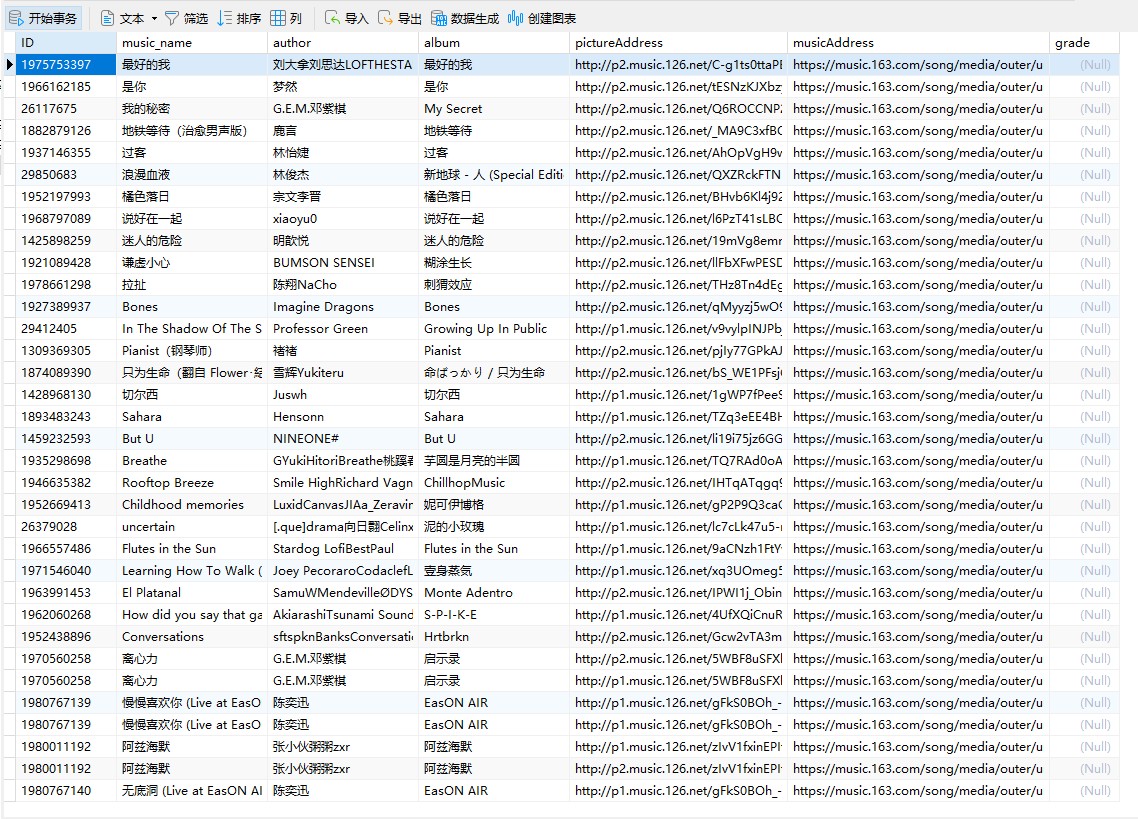 开始事务 文本 筛选 排序 列 导入 导出 数据生成 创建图表
ID music_name author album pictureAddress musicAddress grade
1975753397 最好的我 刘大拿刘思达LOFTHESTA 最好的我 http://p2.music.126.net/C-g1ts0ttaPE https://music.163.com/song/media/outer/u (Null)
1966162185 是你 梦然 是你 http://p2.music.126.net/tESNzKJXbzy https://music.163.com/song/media/outer/u (Null)
26117675 我的秘密 G.E.M.邓紫棋 My Secret http://p2.music.126.net/Q6ROCCNP2 https://music.163.com/song/media/outer/u (Null)
1882879126 地铁等待（治愈男声版） 鹿言 地铁等待 http://p2.music.126.net/_MA9C3xfBC https://music.163.com/song/media/outer/u (Null)
1937146355 过客 林怡婕 过客 http://p2.music.126.net/AhOpVgH9w https://music.163.com/song/media/outer/u (Null)
29850683 浪漫血液 林俊杰 新地球 - 人 (Special Editi http://p2.music.126.net/QXZRckFTN https://music.163.com/song/media/outer/u (Null)
1952197993 橘色落日 宗文李晋 橘色落日 http://p2.music.126.net/BHvb6Kl4j92 https://music.163.com/song/media/outer/u (Null)
1968797089 说好在一起 xiaoyu0 说好在一起 http://p2.music.126.net/l6PzT41sLBC https://music.163.com/song/media/outer/u (Null)
1425898259 迷人的危险 明歆悦 迷人的危险 http://p2.music.126.net/19mVg8emr https://music.163.com/song/media/outer/u (Null)
1921089428 谦虚小心 BUMSON SENSEI 糊涂生长 http://p2.music.126.net/llFbXFwPESD https://music.163.com/song/media/outer/u (Null)
1978661298 拉扯 陈翔NaCho 刺猬效应 http://p2.music.126.net/THz8Tn4dEg https://music.163.com/song/media/outer/u (Null)
1927389937 Bones Imagine Dragons Bones http://p2.music.126.net/qMyyzj5wO9 https://music.163.com/song/media/outer/u (Null)
29412405 In The Shadow Of The S Professor Green Growing Up In Public http://p1.music.126.net/v9vylpINJPb https://music.163.com/song/media/outer/u (Null)
1309369305 Pianist（钢琴师） 褚褚 Pianist http://p2.music.126.net/pjIy77GPkAJ https://music.163.com/song/media/outer/u (Null)
1874089390 只为生命（翻自 Flower·纟 雪辉Yukiteru 命ばっかり / 只为生命 http://p2.music.126.net/bS_WE1PFsj https://music.163.com/song/media/outer/u (Null)
1428968130 切尔西 Juswh 切尔西 http://p1.music.126.net/1gWP7fPee9 https://music.163.com/song/media/outer/u (Null)
1893483243 Sahara Hensonn Sahara http://p1.music.126.net/TZq3eEE4BH https://music.163.com/song/media/outer/u (Null)
1459232593 But U NINEONE# But U http://p2.music.126.net/li19i75jz6GG https://music.163.com/song/media/outer/u (Null)
1935298698 Breathe GYukiHitoriBreathe桃蹊 芋圆是月亮的半圆 http://p1.music.126.net/TQ7RAd0oA https://music.163.com/song/media/outer/u (Null)
1946635382 Rooftop Breeze Smile HighRichard Vagn ChillhopMusic http://p2.music.126.net/IHTqATqgq9 https://music.163.com/song/media/outer/u (Null)
1952669413 Childhood memories LuxidCanvasJIAa_Zeravir 妮可伊博格 http://p1.music.126.net/gP2P9Q3ca https://music.163.com/song/media/outer/u (Null)
26379028 uncertain [.que]drama向日翻Celinx 泥的小玫瑰 http://p1.music.126.net/lc7cLk47u5- https://music.163.com/song/media/outer/u (Null)
1966557486 Flutes in the Sun Stardog LofiBestPaul Flutes in the Sun http://p1.music.126.net/9aCNzh1FtY https://music.163.com/song/media/outer/u (Null)
1971546040 Learning How To Walk ( Joey PecoraroCodaclefL 壹身蒸気 http://p1.music.126.net/xq3UOmeg5 https://music.163.com/song/media/outer/u (Null)
1963991453 El Platanal SamuWMendevilleØDYS Monte Adentro http://p2.music.126.net/IPWI1j_Obin https://music.163.com/song/media/outer/u (Null)
1962060268 How did you say that ga AkiarashiTsunami Sound S-P-I-K-E http://p1.music.126.net/4UfXQiCnuR https://music.163.com/song/media/outer/u (Null)
1952438896 Conversations sftspknBanksConversatio Hrtbrkn http://p2.music.126.net/Gcw2vTA3m https://music.163.com/song/media/outer/u (Null)
1970560258 斋心力 G.E.M.邓紫棋 启示录 http://p2.music.126.net/5WBF8uSFX https://music.163.com/song/media/outer/u (Null)
1970560258 斋心力 G.E.M.邓紫棋 启示录 http://p2.music.126.net/5WBF8uSFX https://music.163.com/song/media/outer/u (Null)
1980767139 慢慢喜欢你 (Live at EasO 陈奕迅 EasON AIR http://p1.music.126.net/gFkS0BOh_- https://music.163.com/song/media/outer/u (Null)
1980767139 慢慢喜欢你 (Live at EasO 陈奕迅 EasON AIR http://p1.music.126.net/gFkS0BOh_- https://music.163.com/song/media/outer/u (Null)
1980011192 阿兹海默 张小伙粥粥zxr 阿兹海默 http://p1.music.126.net/zIvV1fxinEPI https://music.163.com/song/media/outer/u (Null)
1980011192 阿兹海默 张小伙粥粥zxr 阿兹海默 http://p2.music.126.net/zIvV1fxinEPI https://music.163.com/song/media/outer/u (Null)
1980767140 无底洞 (Live at EasON AI 陈奕迅 EasON AIR http://p1.music.126.net/gFkS0BOh_- https://music.163.com/song/media/outer/u (Null)